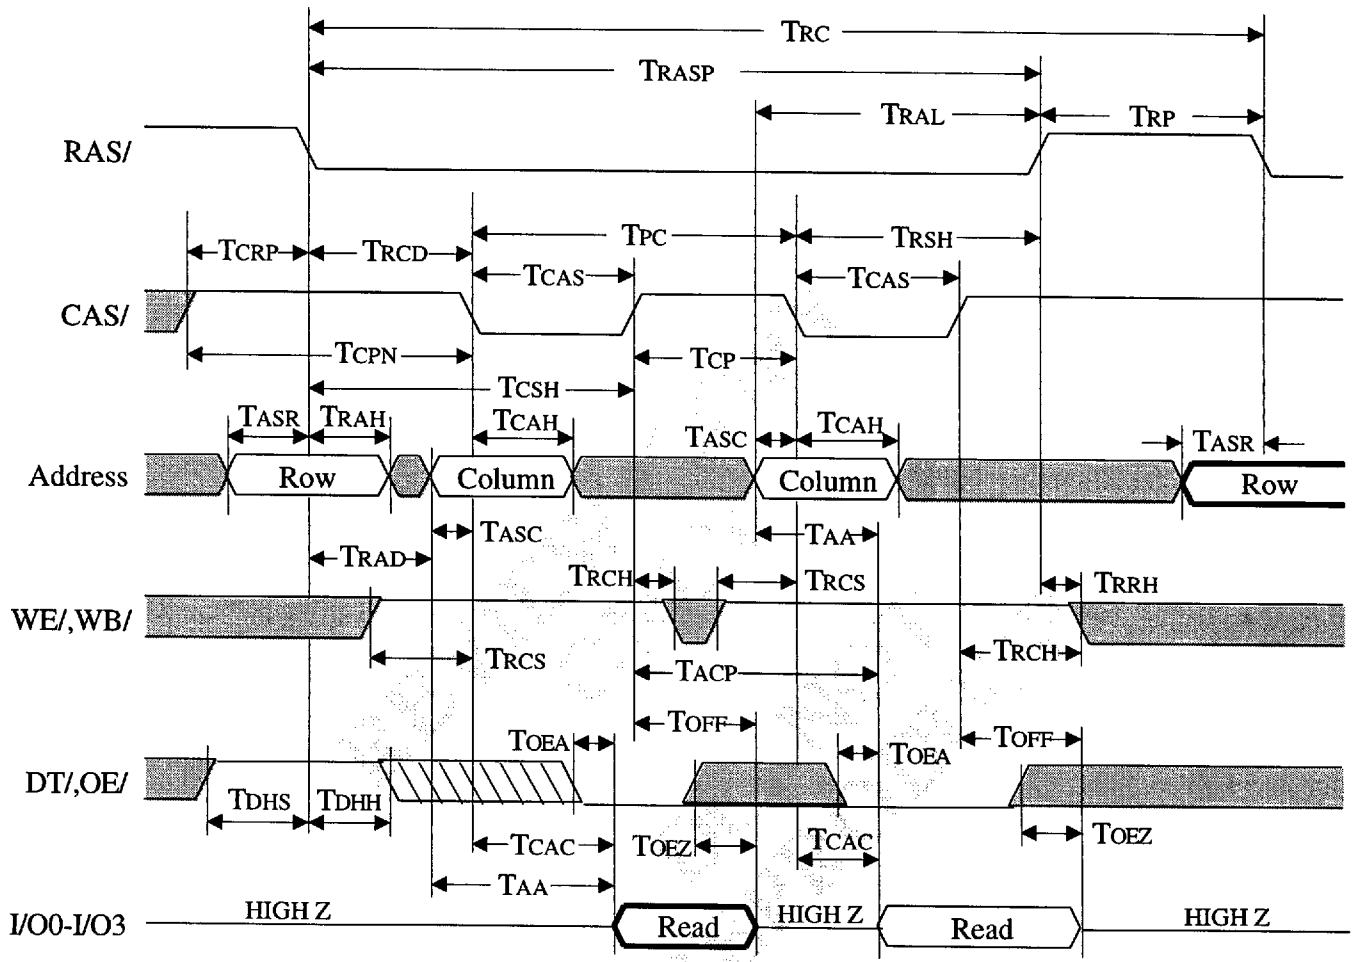 TRC
TRASP
TRAL TRP
RAS/
TCRP TRCD TPC TRSH
TCAS TCAS
CAS/
TCPN TCP
TCSH
TASR TRAH TCAH TASC TCAH TASR
Address Row Column Column Row
TASC TAA
TRAD
TRCH TRCS TRRH
WE/,WB/
TRCS TACP TRCH
TOEA TOFF TOEA TOFF
DT/,OE/
TDHS TDHH
TCAC TOEZ TCAC TOEZ
TAA
I/O0-I/O3 HIGH Z Read HIGH Z Read HIGH Z